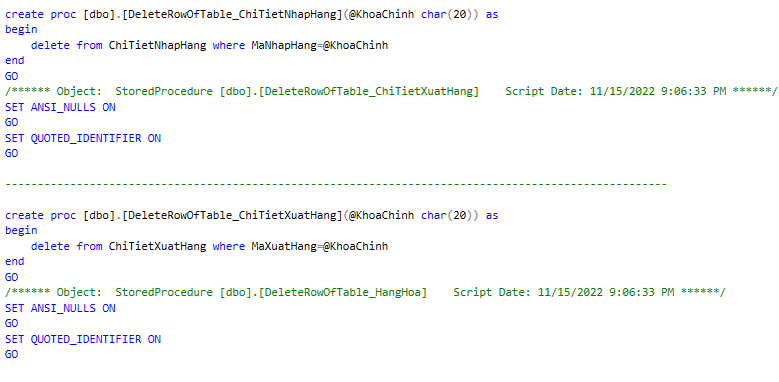 create proc [dbo].[DeleteRowOfTable_ChiTietNhapHang](@KhoaChinh char(20)) as
begin
    delete from ChiTietNhapHang where MaNhapHang=@KhoaChinh
end
GO
/****** Object:  StoredProcedure [dbo].[DeleteRowOfTable_ChiTietXuatHang]    Script Date: 11/15/2022 9:06:33 PM ******/
SET ANSI_NULLS ON
GO
SET QUOTED_IDENTIFIER ON
GO
-------------------------------------------------------------------------------------------------------
create proc [dbo].[DeleteRowOfTable_ChiTietXuatHang](@KhoaChinh char(20)) as
begin
    delete from ChiTietXuatHang where MaXuatHang=@KhoaChinh
end
GO
/****** Object:  StoredProcedure [dbo].[DeleteRowOfTable_HangHoa]    Script Date: 11/15/2022 9:06:33 PM ******/
SET ANSI_NULLS ON
GO
SET QUOTED_IDENTIFIER ON
GO